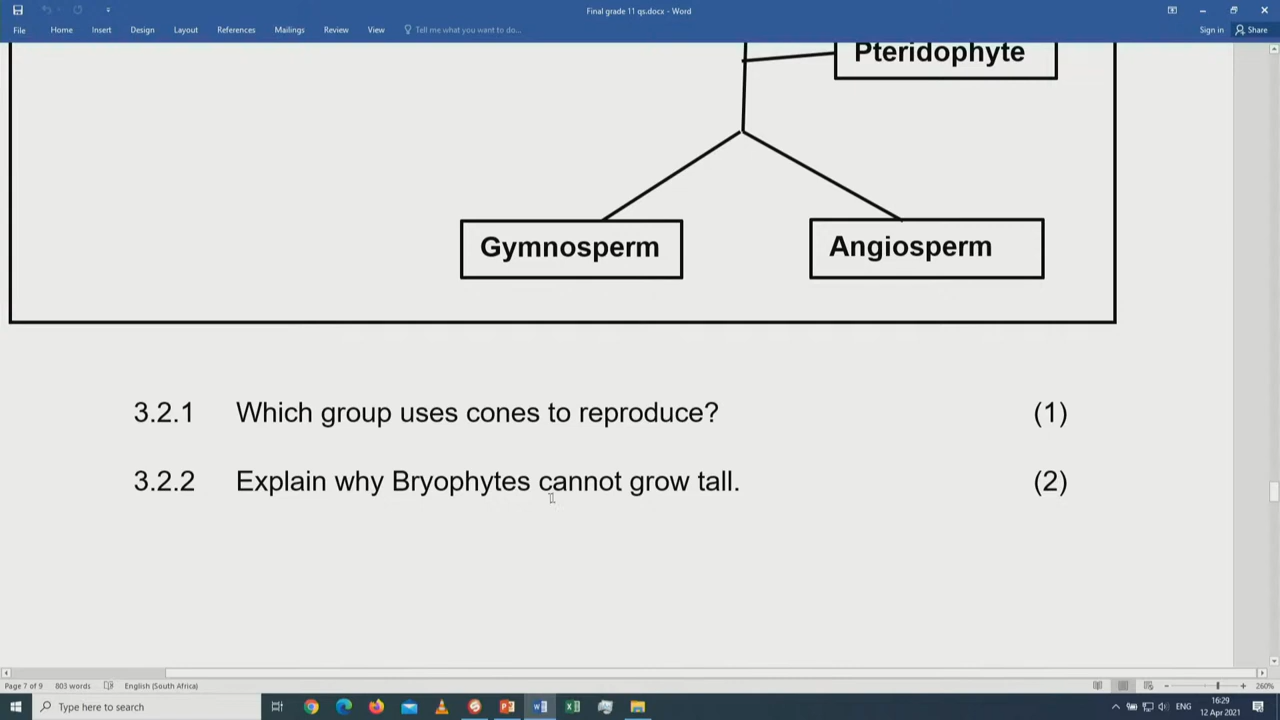 Final grade 11 qs.docx - Word
File Home Insert Design Layout References Mailings Review View Tell me what you want to do... Sign in Share
Pteridophyte
Gymnosperm Angiosperm
3.2.1 Which group uses cones to reproduce? (1)
3.2.2 Explain why Bryophytes cannot grow tall. (2)
Page 7 of 9 803 words English (South Africa) 260%
Type here to search ENG 16:29
12 Apr 2021